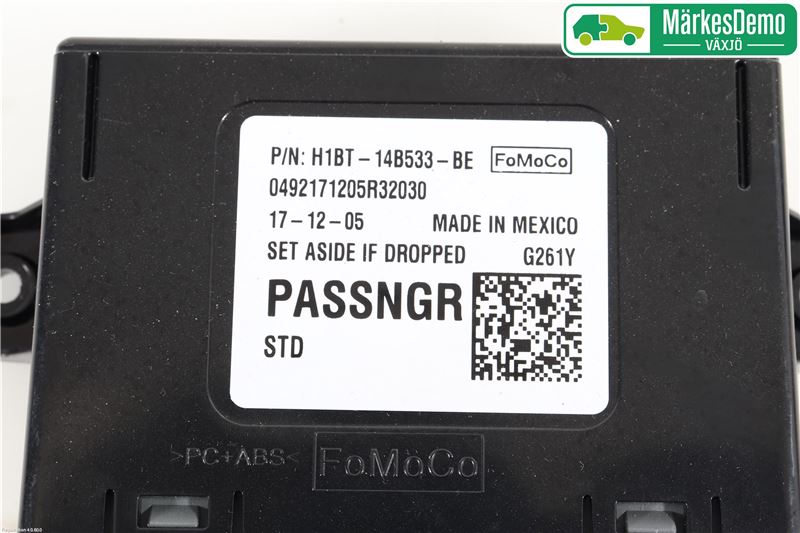 MärkesDemo
VÄXJÖ
P/N: H1BT-14B533-BE FoMoCo
0492171205R32030
17-12-05 MADE IN MEXICO
SET ASIDE IF DROPPED G261Y
PASSNGR
STD
>PC+ABS< FoMoCo